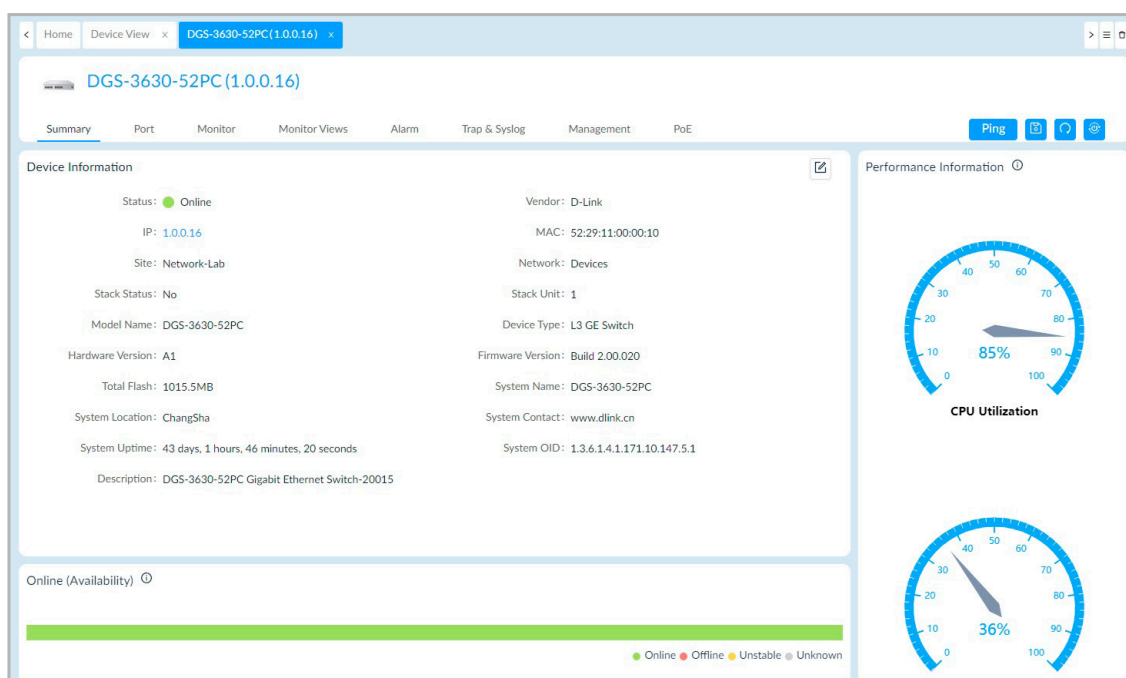 Home
Device View x
DGS-3630-52PC(1.0.0.16) x
DGS-3630-52PC(1.0.0.16)
Summary Port Monitor Monitor Views Alarm Trap & Syslog Management PoE Ping
Device Information
Status: Online
Vendor: D-Link
IP: 1.0.0.16
MAC: 52:29:11:00:00:10
Site: Network-Lab
Network: Devices
Stack Status: No
Stack Unit: 1
Model Name: DGS-3630-52PC
Device Type: L3 GE Switch
Hardware Version: A1
Firmware Version: Build 2.00.020
Total Flash: 1015.5MB
System Name: DGS-3630-52PC
System Location: ChangSha
System Contact: www.dlink.cn
System Uptime: 43 days, 1 hours, 46 minutes, 20 seconds
System OID: 1.3.6.1.4.1.171.10.147.5.1
Description: DGS-3630-52PC Gigabit Ethernet Switch-20015
Online (Availability)
Online Offline Unstable Unknown
Performance Information
0 10 20 30 40 50 60 70 80 90 100
85%
CPU Utilization
0 10 20 30 40 50 60 70 80 90 100
36%